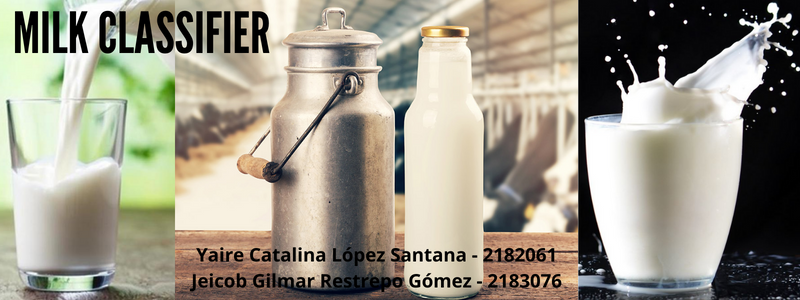 MILK CLASSIFIER
Yaire Catalina López Santana - 2182061
Jeicob Gilmar Restrepo Gómez - 2183076